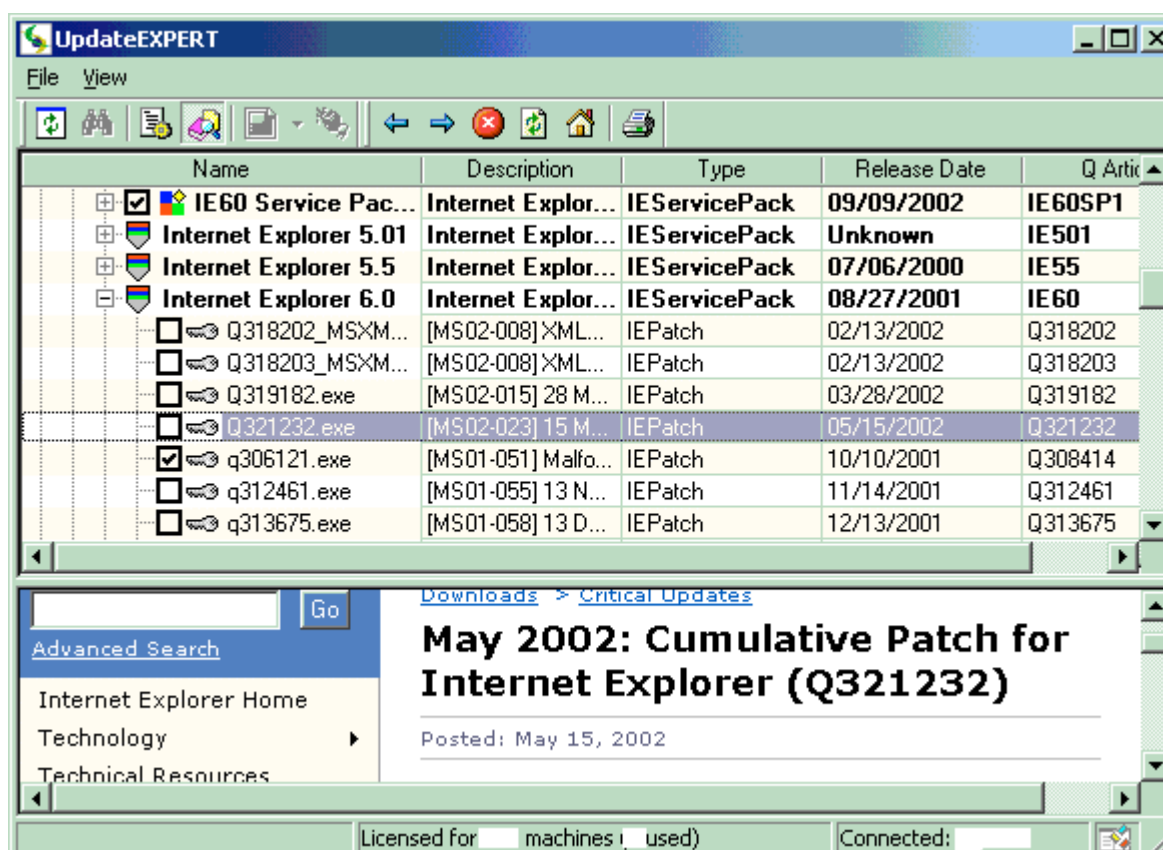 UpdateEXPERT
File View
Name Description Type Release Date Q Artic
IE60 Service Pac... Internet Explor... IEServicePack 09/09/2002 IE60SP1
Internet Explorer 5.01 Internet Explor... IEServicePack Unknown IE501
Internet Explorer 5.5 Internet Explor... IEServicePack 07/06/2000 IE55
Internet Explorer 6.0 Internet Explor... IEServicePack 08/27/2001 IE60
Q318202_MSXM... [MS02-008] XML... IEPatch 02/13/2002 Q318202
Q318203_MSXM... [MS02-008] XML... IEPatch 02/13/2002 Q318203
Q319182.exe [MS02-015] 28 M... IEPatch 03/28/2002 Q319182
Q321232.exe [MS02-023] 15 M... IEPatch 05/15/2002 Q321232
q306121.exe [MS01-051] Malfo... IEPatch 10/10/2001 Q308414
q312461.exe [MS01-055] 13 N... IEPatch 11/14/2001 Q312461
q313675.exe [MS01-058] 13 D... IEPatch 12/13/2001 Q313675
Go
Advanced Search
Internet Explorer Home
Technology
Technical Resources
Downloads > Critical Updates
May 2002: Cumulative Patch for
Internet Explorer (Q321232)
Posted: May 15, 2002
Licensed for machines ( used) Connected: